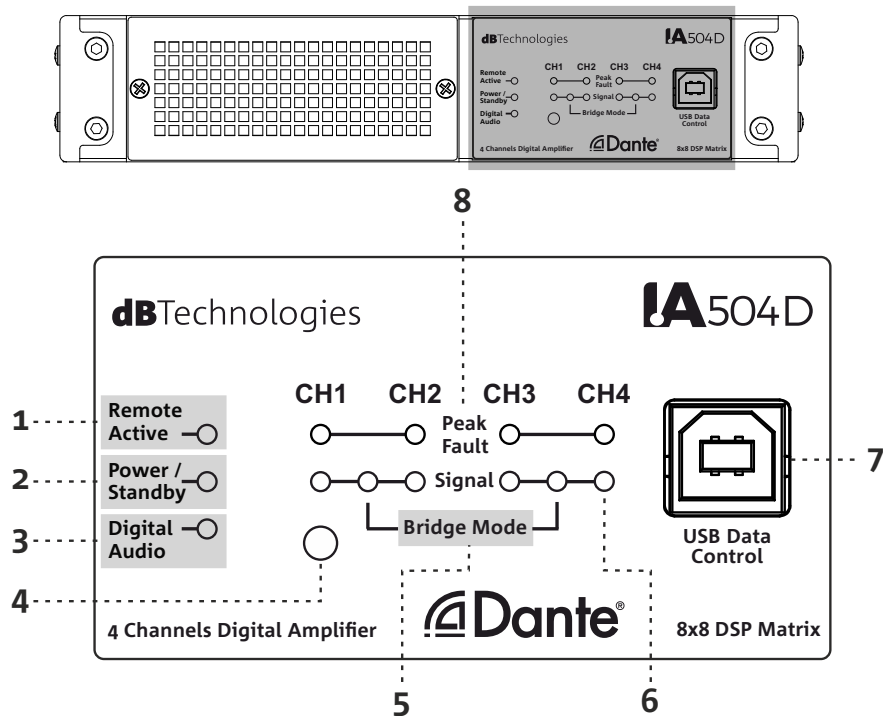 dBTechnologies
!A504D
CH1 CH2 CH3 CH4
Remote
Active
Peak
Fault
Power /
Standby
Signal
Digital
Audio
Bridge Mode
USB Data
Control
4 Channels Digital Amplifier
Dante®
8x8 DSP Matrix
8
dBTechnologies
!A504D
CH1 CH2 CH3 CH4
1
Remote
Active
Peak
Fault
2
Power /
Standby
Signal
7
3
Digital
Audio
Bridge Mode
USB Data
Control
4
4 Channels Digital Amplifier
Dante®
8x8 DSP Matrix
5
6